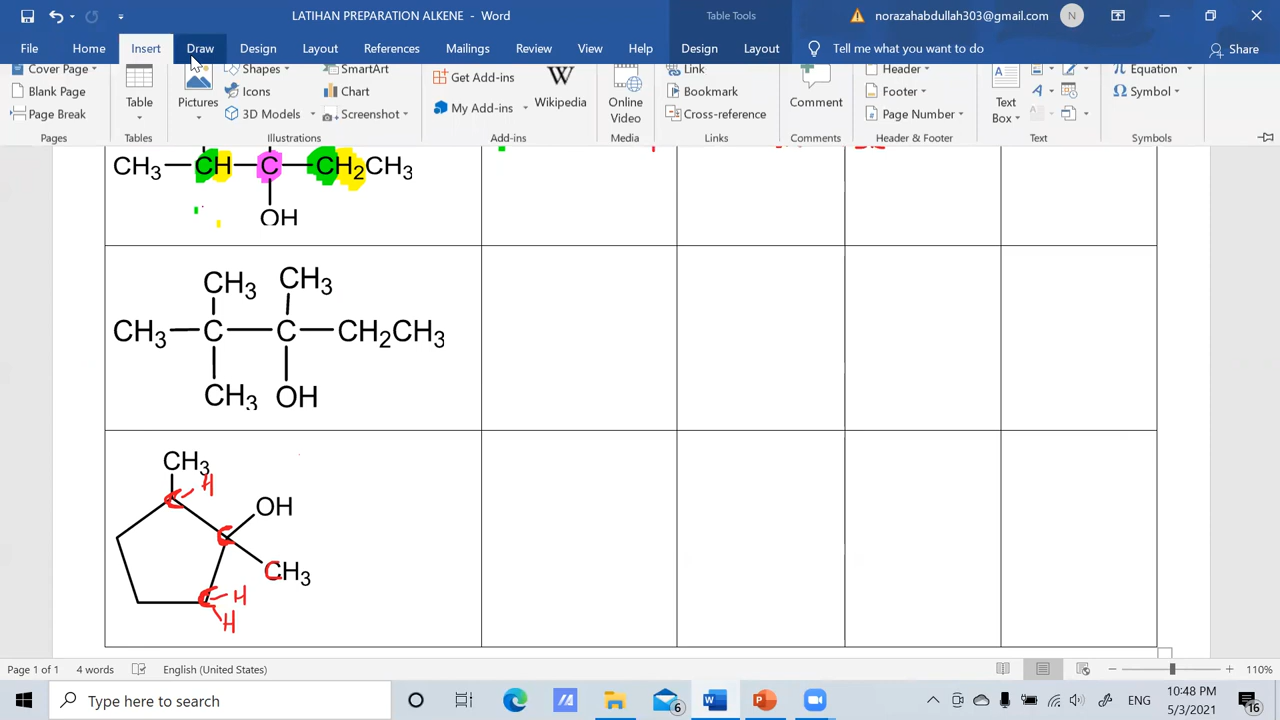 LATIHAN PREPARATION ALKENE - Word
Table Tools
norazahabdullah303@gmail.com
N
File Home Insert Draw Design Layout References Mailings Review View Help Design Layout Tell me what you want to do Share
Cover Page
Blank Page
Page Break
Pages
Table
Tables
Pictures
Shapes
Icons
3D Models
SmartArt
Chart
Screenshot
Illustrations
Get Add-ins
My Add-ins
Wikipedia
Add-ins
Online Video
Media
Link
Bookmark
Cross-reference
Links
Comment
Comments
Header
Footer
Page Number
Header & Footer
Text Box
Text
Equation
Symbol
Symbols
CH3 CH C CH2CH3
OH
CH3 CH3
CH3 C C CH2CH3
CH3 OH
CH3
H
C
OH
C
CH3
C H
H
Page 1 of 1 4 words English (United States) 110%
Type here to search
6
ENG
10:48 PM
5/3/2021
16